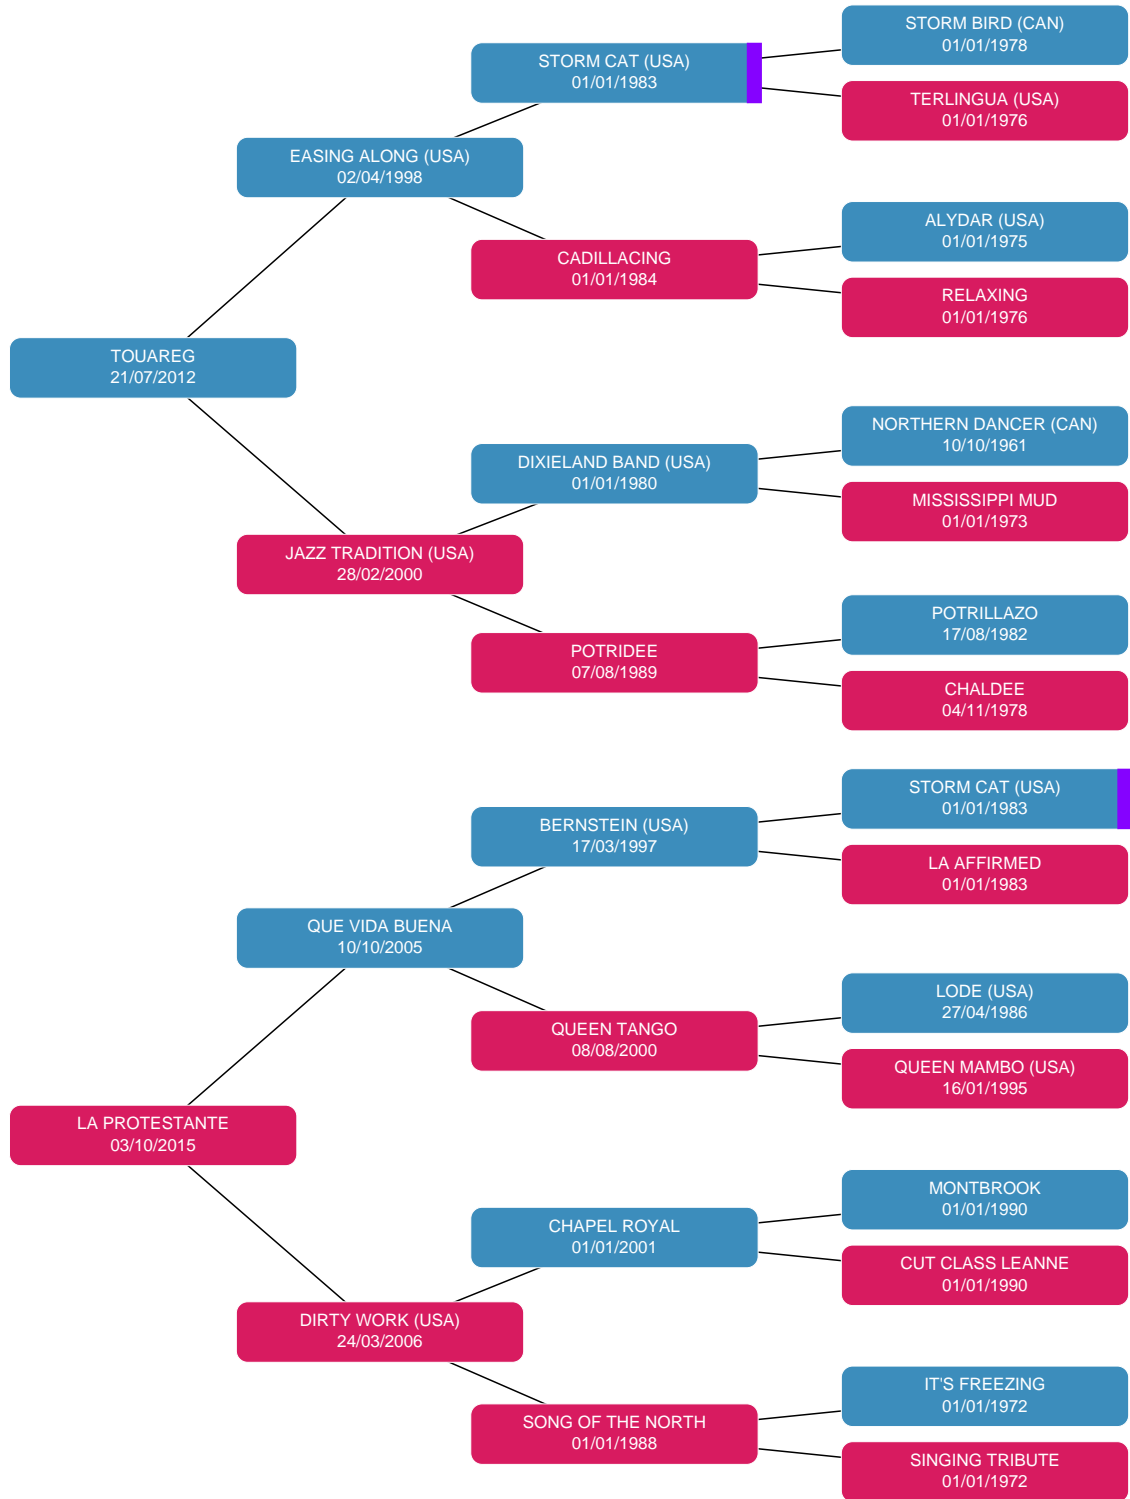 STORM BIRD (CAN)
01/01/1978
STORM CAT (USA)
01/01/1983
TERLINGUA (USA)
01/01/1976
EASING ALONG (USA)
02/04/1998
ALYDAR (USA)
01/01/1975
CADILLACING
01/01/1984
RELAXING
01/01/1976
TOUAREG
21/07/2012
NORTHERN DANCER (CAN)
10/10/1961
DIXIELAND BAND (USA)
01/01/1980
MISSISSIPPI MUD
01/01/1973
JAZZ TRADITION (USA)
28/02/2000
POTRILLAZO
17/08/1982
POTRIDEE
07/08/1989
CHALDEE
04/11/1978
STORM CAT (USA)
01/01/1983
BERNSTEIN (USA)
17/03/1997
LA AFFIRMED
01/01/1983
QUE VIDA BUENA
10/10/2005
LODE (USA)
27/04/1986
QUEEN TANGO
08/08/2000
QUEEN MAMBO (USA)
16/01/1995
LA PROTESTANTE
03/10/2015
MONTBROOK
01/01/1990
CHAPEL ROYAL
01/01/2001
CUT CLASS LEANNE
01/01/1990
DIRTY WORK (USA)
24/03/2006
IT'S FREEZING
01/01/1972
SONG OF THE NORTH
01/01/1988
SINGING TRIBUTE
01/01/1972